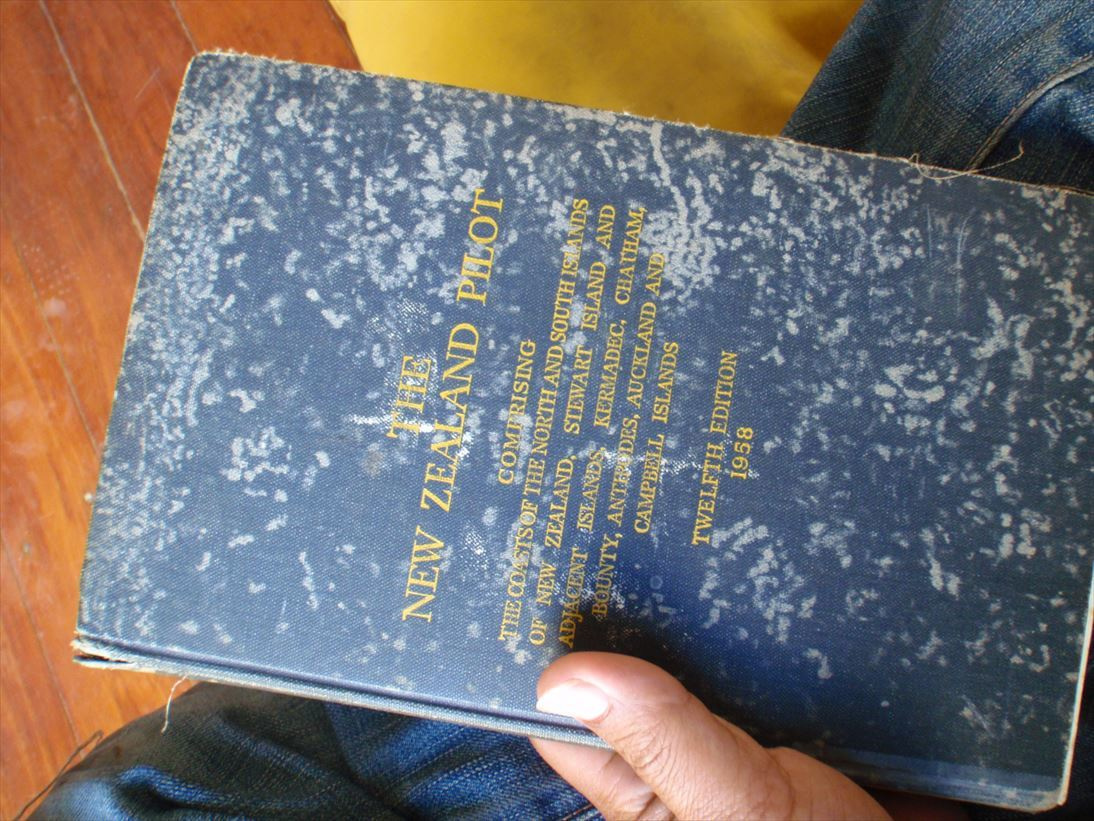 THE
NEW ZEALAND PILOT
COMPRISING
THE COASTS OF THE NORTH AND SOUTH ISLANDS
OF NEW ZEALAND, STEWART ISLAND AND
ADJACENT ISLANDS, KERMADEC, CHATHAM,
BOUNTY, ANTIPODES, AUCKLAND AND
CAMPBELL ISLANDS
TWELFTH EDITION
1958